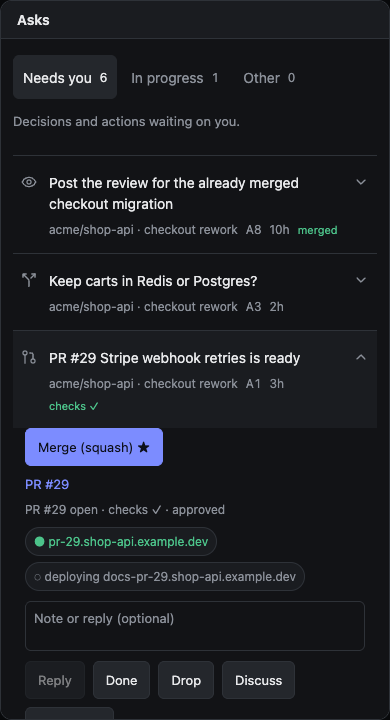 Asks
Needs you 6 In progress 1 Other 0
Decisions and actions waiting on you.
Post the review for the already merged
checkout migration
acme/shop-api · checkout rework A8 10h merged
Keep carts in Redis or Postgres?
acme/shop-api · checkout rework A3 2h
PR #29 Stripe webhook retries is ready
acme/shop-api · checkout rework A1 3h
checks ✓
Merge (squash) ★
PR #29
PR #29 open · checks ✓ · approved
pr-29.shop-api.example.dev
deploying docs-pr-29.shop-api.example.dev
Note or reply (optional)
Reply Done Drop Discuss